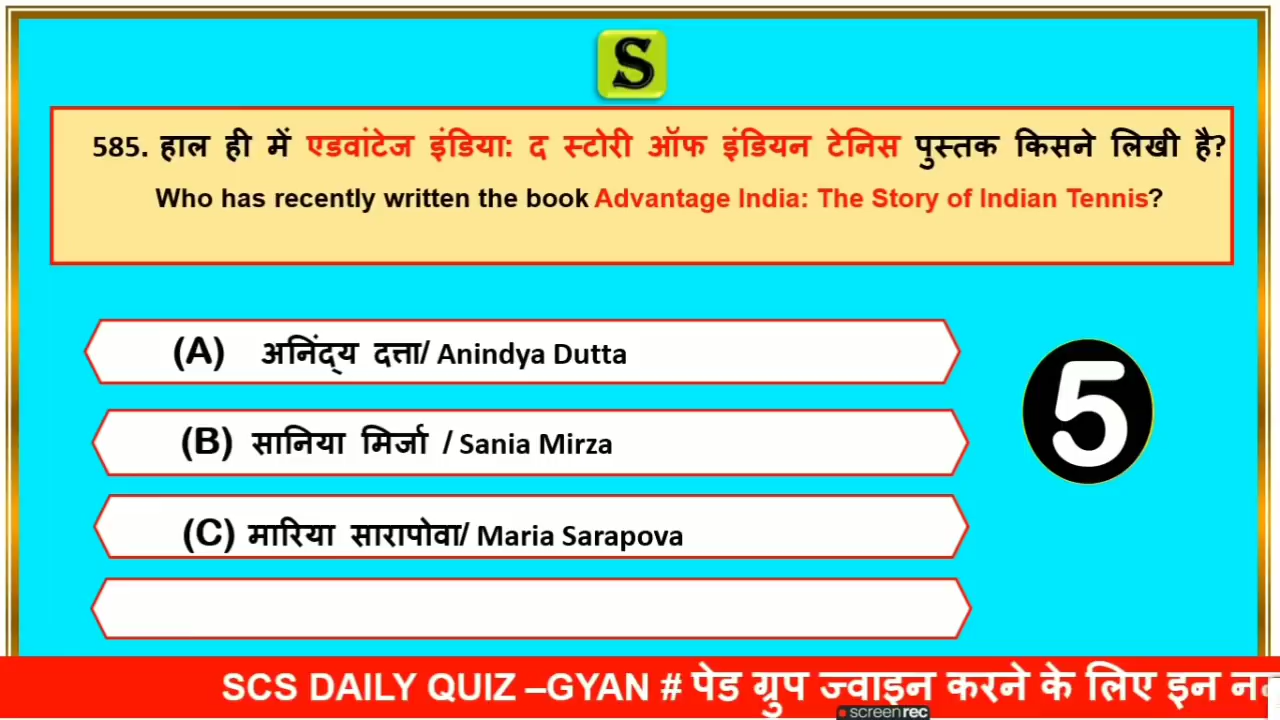 S
585. हाल ही में एडवांटेज इंडिया: द स्टोरी ऑफ इंडियन टेनिस पुस्तक किसने लिखी है?
Who has recently written the book Advantage India: The Story of Indian Tennis?
(A) अनिंद्य दत्ता/ Anindya Dutta
5
(B) सानिया मिर्जा / Sania Mirza
(C) मारिया सारापोवा/ Maria Sarapova
SCS DAILY QUIZ –GYAN # पेड ग्रुप ज्वाइन करने के लिए इन
screenrec